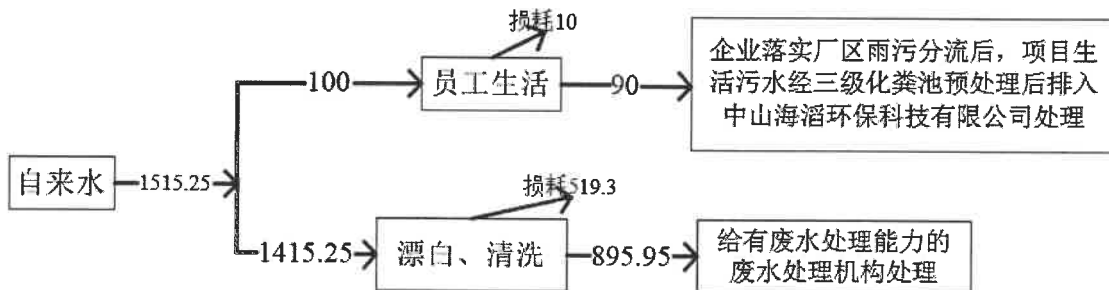 损耗10
100
员工生活
90
企业落实厂区雨污分流后，项目生
活污水经三级化粪池预处理后排入
中山海滔环保科技有限公司处理
自来水
1515.25
损耗519.3
1415.25
漂白、清洗
895.95
给有废水处理能力的
废水处理机构处理